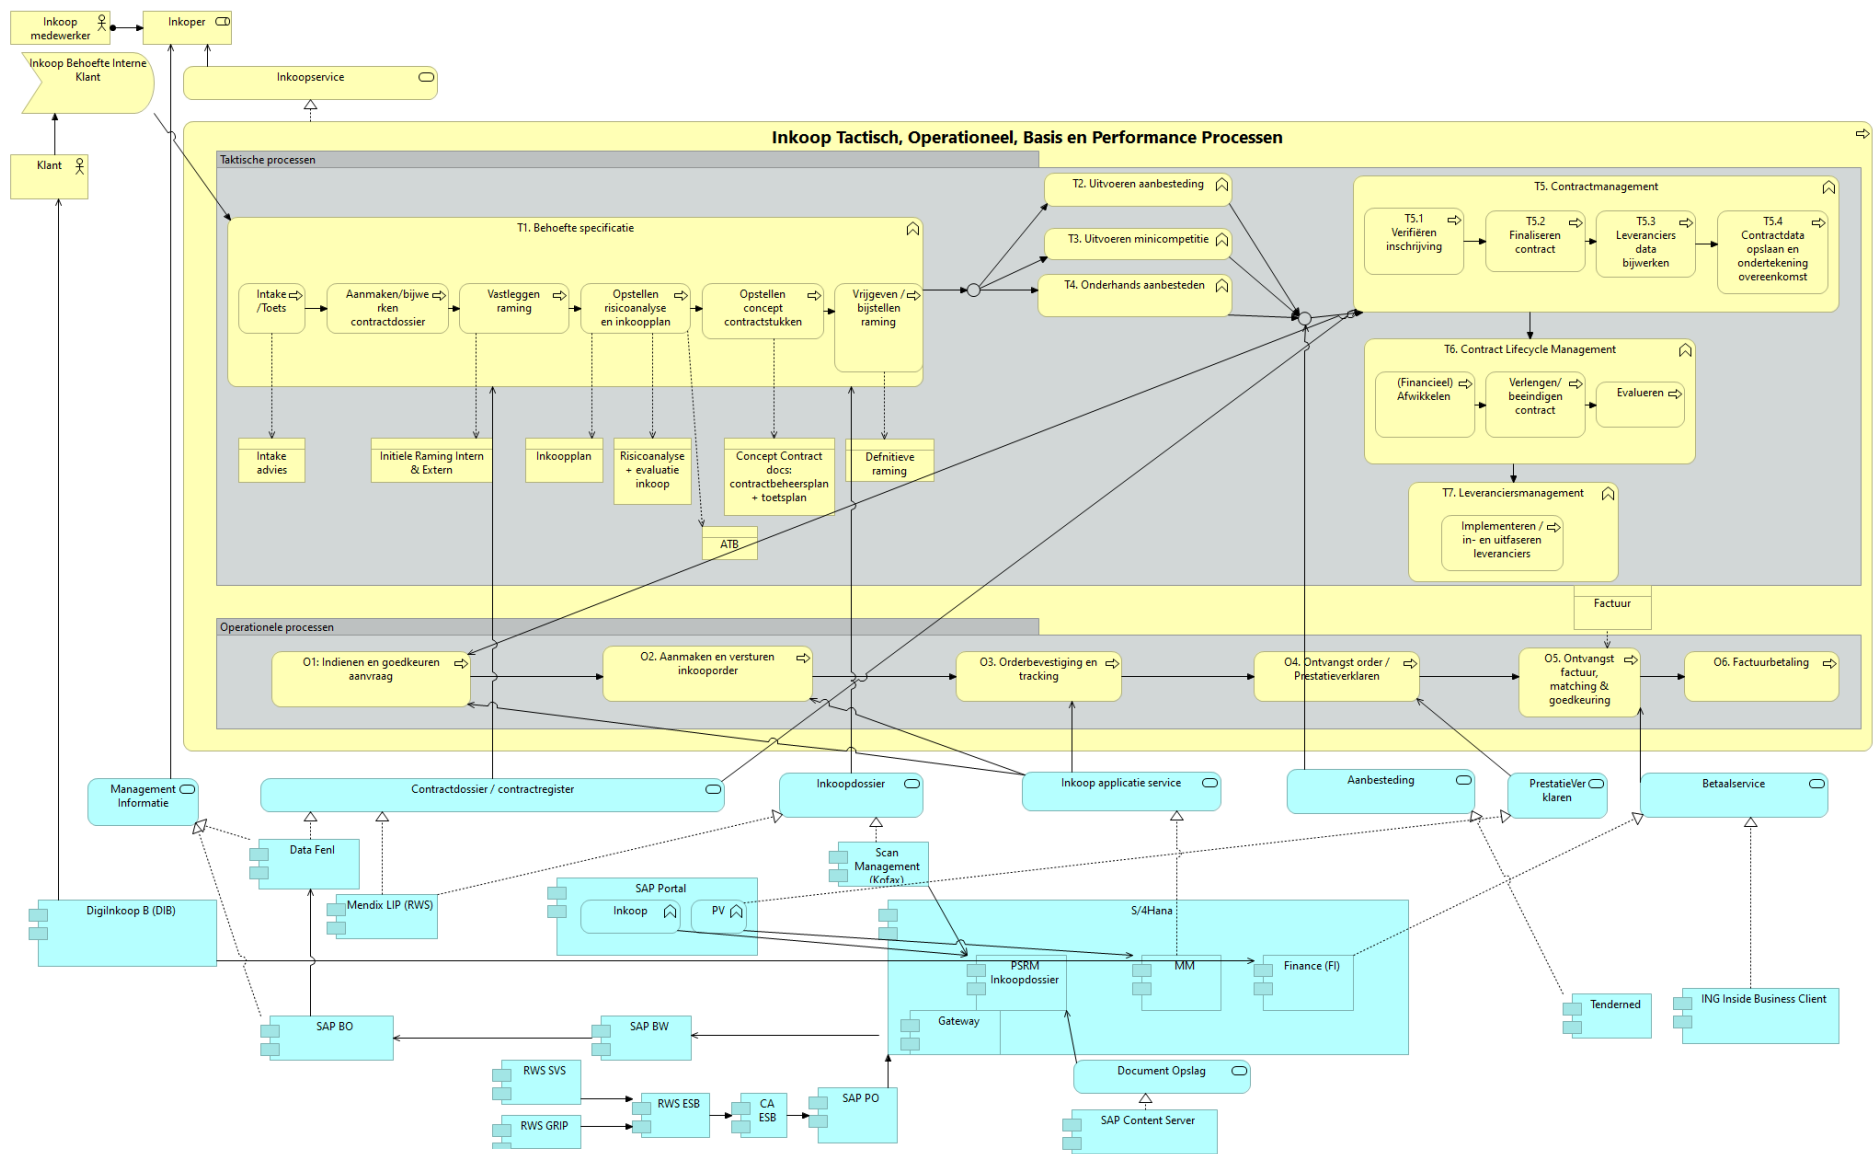 Inkoop
medewerker
Inkoper
Inkoop Behoefte Interne
Klant
Inkoopservice
Klant
Inkoop Tactisch, Operationeel, Basis en Performance Processen
Taktische processen
T1. Behoefte specificatie
Intake
/Toets
Aanmaken/bijwe
rken
contractdossier
Vastleggen
raming
Opstellen
risicoanalyse
en inkoopplan
Opstellen
concept
contractstukken
Vrijgeven /
bijstellen
raming
T2. Uitvoeren aanbesteding
T3. Uitvoeren minicompetitie
T4. Onderhands aanbesteden
T5. Contractmanagement
T5.1
Verifiëren
inschrijving
T5.2
Finaliseren
contract
T5.3
Leveranciers
data
bijwerken
T5.4
Contractdata
opslaan en
ondertekening
overeenkomst
T6. Contract Lifecycle Management
(Financieel)
Afwikkelen
Verlengen/
beeindigen
contract
Evalueren
T7. Leveranciersmanagement
Implementeren /
in- en uitfaseren
leveranciers
Intake
advies
Initiele Raming Intern
& Extern
Inkoopplan
Risicoanalyse
+ evaluatie
inkoop
Concept Contract
docs:
contractbeheersplan
+ toetsplan
Defnitieve
raming
ATB
Factuur
Operationele processen
O1: Indienen en goedkeuren
aanvraag
O2. Aanmaken en versturen
inkooporder
O3. Orderbevestiging en
tracking
O4. Ontvangst order /
Prestatieverklaren
O5. Ontvangst
factuur,
matching &
goedkeuring
O6. Factuurbetaling
Management
Informatie
Contractdossier / contractregister
Inkoopdossier
Inkoop applicatie service
Aanbesteding
PrestatieVer
klaren
Betaalservice
Data Fenl
Mendix LIP (RWS)
Scan
Management
(Kofax)
DigiInkoop B (DIB)
SAP Portal
Inkoop
PV
S/4Hana
PSRM
Inkoopdossier
MM
Finance (FI)
Gateway
Tenderned
ING Inside Business Client
SAP BO
SAP BW
RWS SVS
RWS GRIP
RWS ESB
CA
ESB
SAP PO
Document Opslag
SAP Content Server